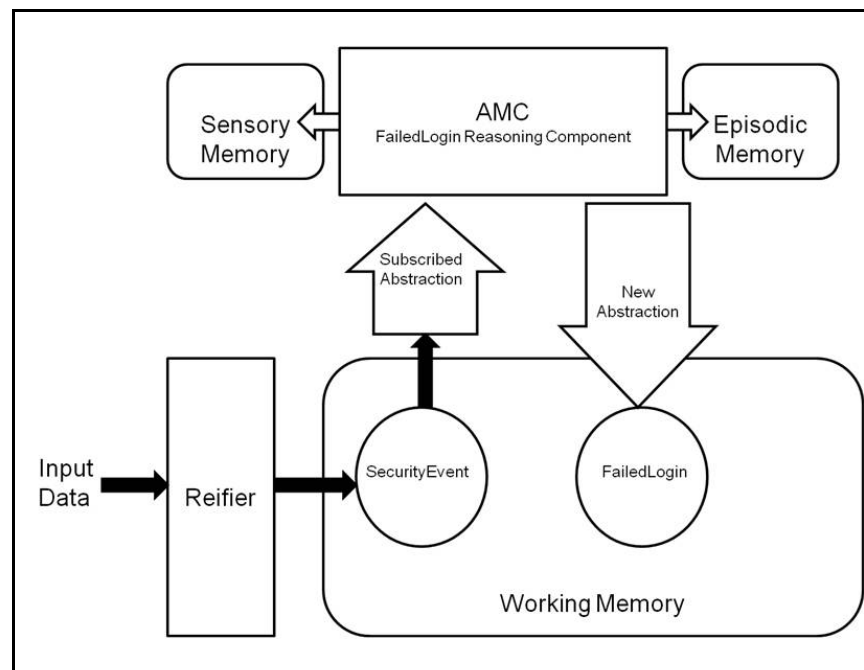 AMC
FailedLogin Reasoning Component
Sensory
Memory
Episodic
Memory
Subscribed
Abstraction
New
Abstraction
Input
Data
Reifier
SecurityEvent
FailedLogin
Working Memory